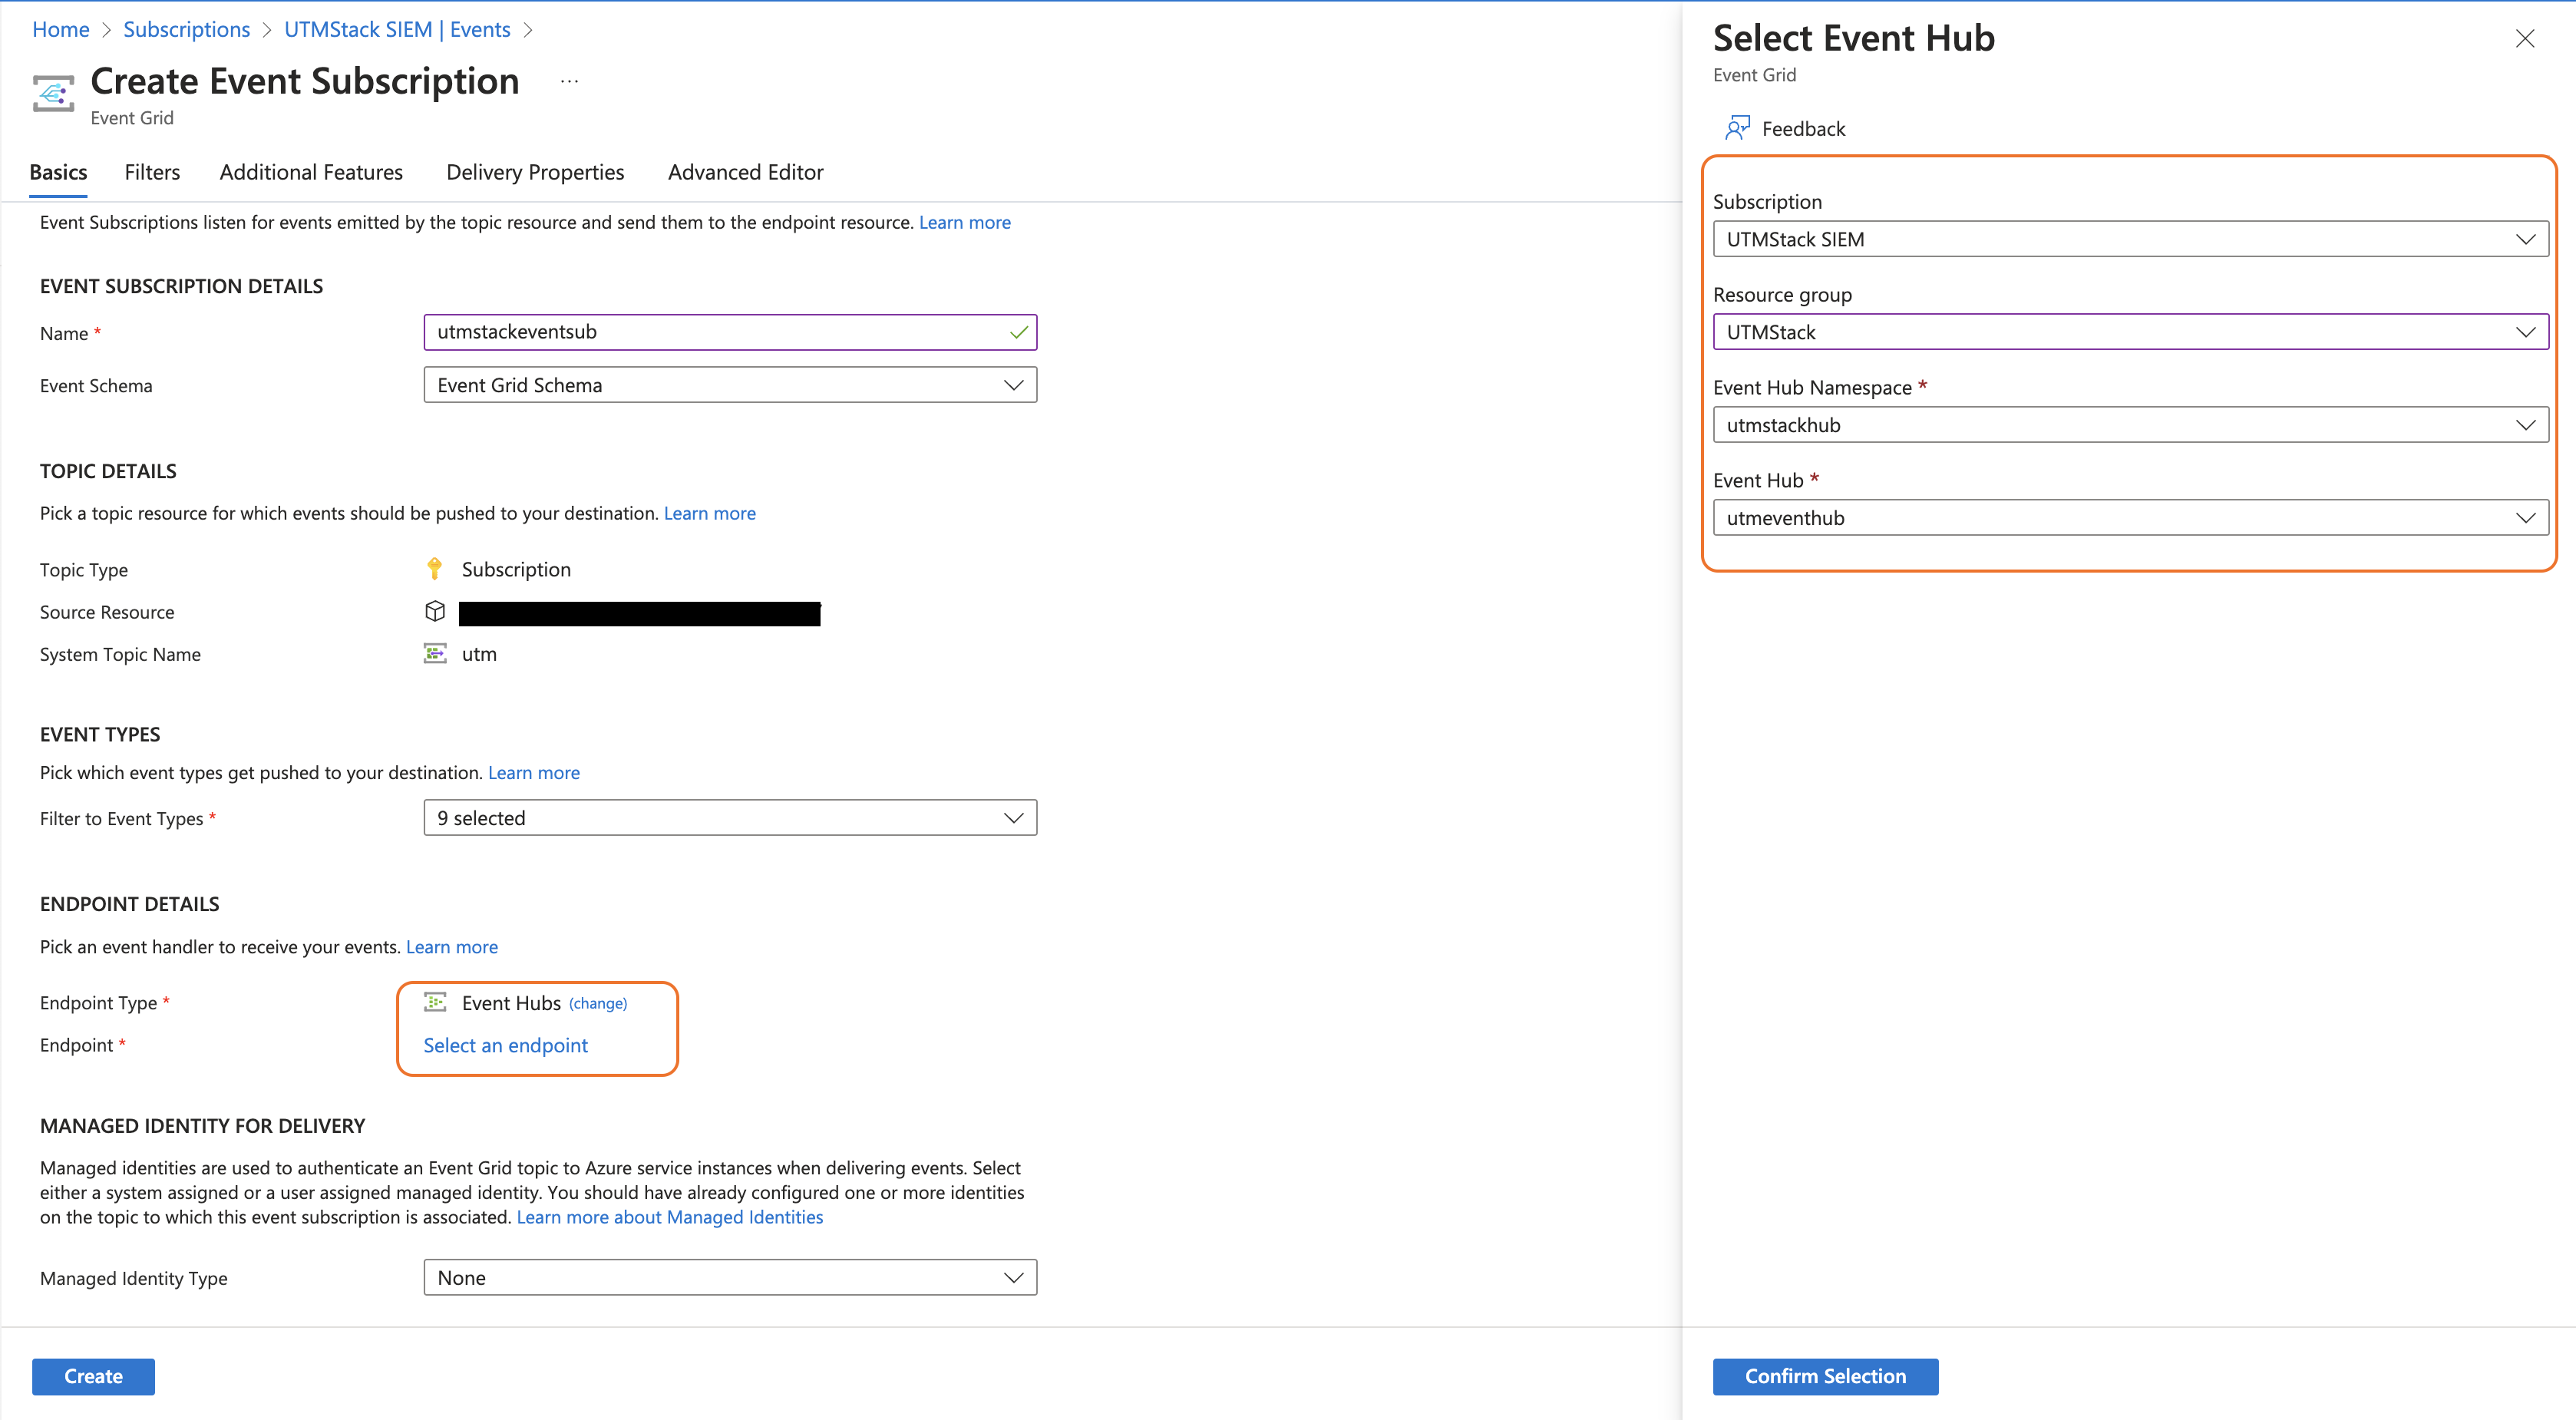 Home > Subscriptions > UTMStack SIEM | Events >
Create Event Subscription ...
Event Grid
Basics Filters Additional Features Delivery Properties Advanced Editor
Event Subscriptions listen for events emitted by the topic resource and send them to the endpoint resource. Learn more
EVENT SUBSCRIPTION DETAILS
Name * utmstackeventsub
Event Schema Event Grid Schema
TOPIC DETAILS
Pick a topic resource for which events should be pushed to your destination. Learn more
Topic Type Subscription
Source Resource
System Topic Name utm
EVENT TYPES
Pick which event types get pushed to your destination. Learn more
Filter to Event Types * 9 selected
ENDPOINT DETAILS
Pick an event handler to receive your events. Learn more
Endpoint Type * Event Hubs (change)
Endpoint * Select an endpoint
MANAGED IDENTITY FOR DELIVERY
Managed identities are used to authenticate an Event Grid topic to Azure service instances when delivering events. Select
either a system assigned or a user assigned managed identity. You should have already configured one or more identities
on the topic to which this event subscription is associated. Learn more about Managed Identities
Managed Identity Type None
Create
Select Event Hub
Event Grid
Feedback
Subscription
UTMStack SIEM
Resource group
UTMStack
Event Hub Namespace *
utmstackhub
Event Hub *
utmeventhub
Confirm Selection